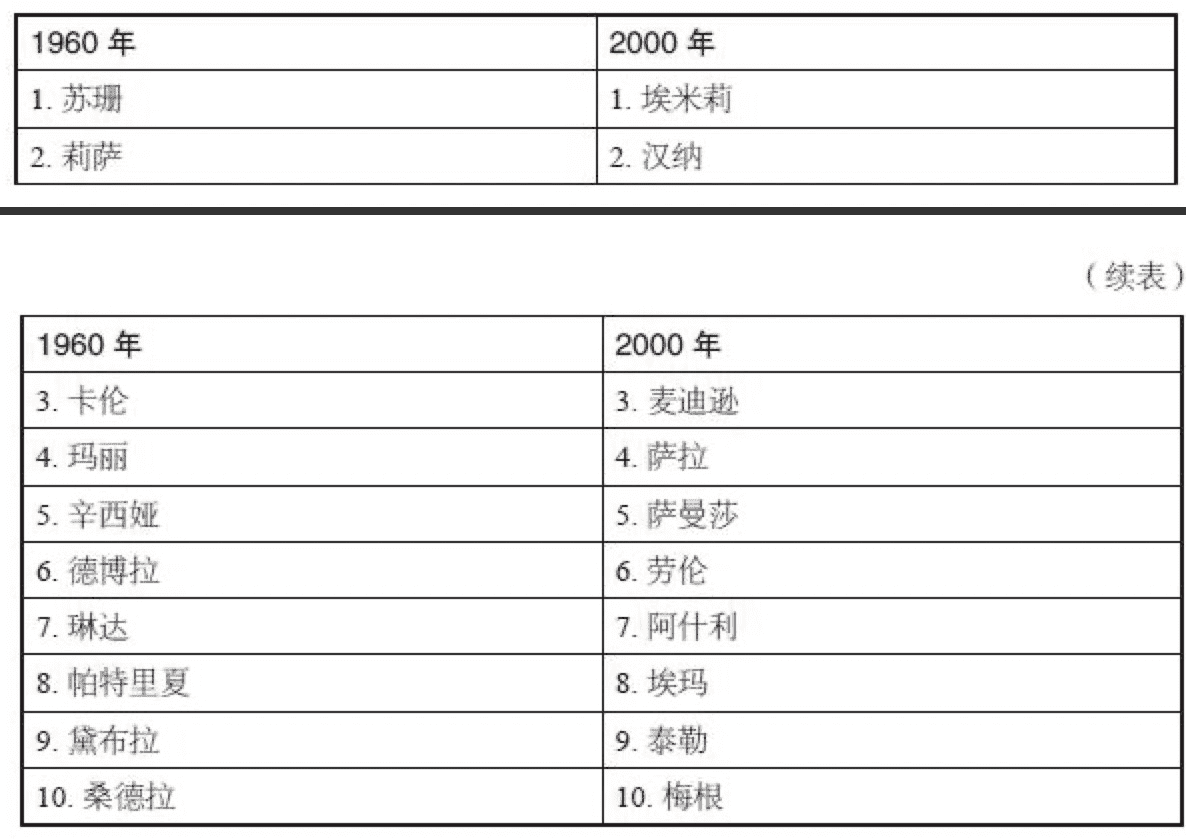 1960 年 2000 年
1. 苏珊 1. 埃米莉
2. 莉萨 2. 汉纳
（续表）
1960 年 2000 年
3. 卡伦 3. 麦迪逊
4. 玛丽 4. 萨拉
5. 辛西娅 5. 萨曼莎
6. 德博拉 6. 劳伦
7. 琳达 7. 阿什利
8. 帕特里夏 8. 埃玛
9. 黛布拉 9. 泰勒
10. 桑德拉 10. 梅根